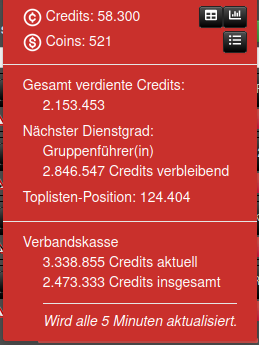 Credits: 58.300
Coins: 521
Gesamt verdiente Credits:
2.153.453
Nächster Dienstgrad:
Gruppenführer(in)
2.846.547 Credits verbleibend
Toplisten-Position: 124.404
Verbandskasse
3.338.855 Credits aktuell
2.473.333 Credits insgesamt
Wird alle 5 Minuten aktualisiert.